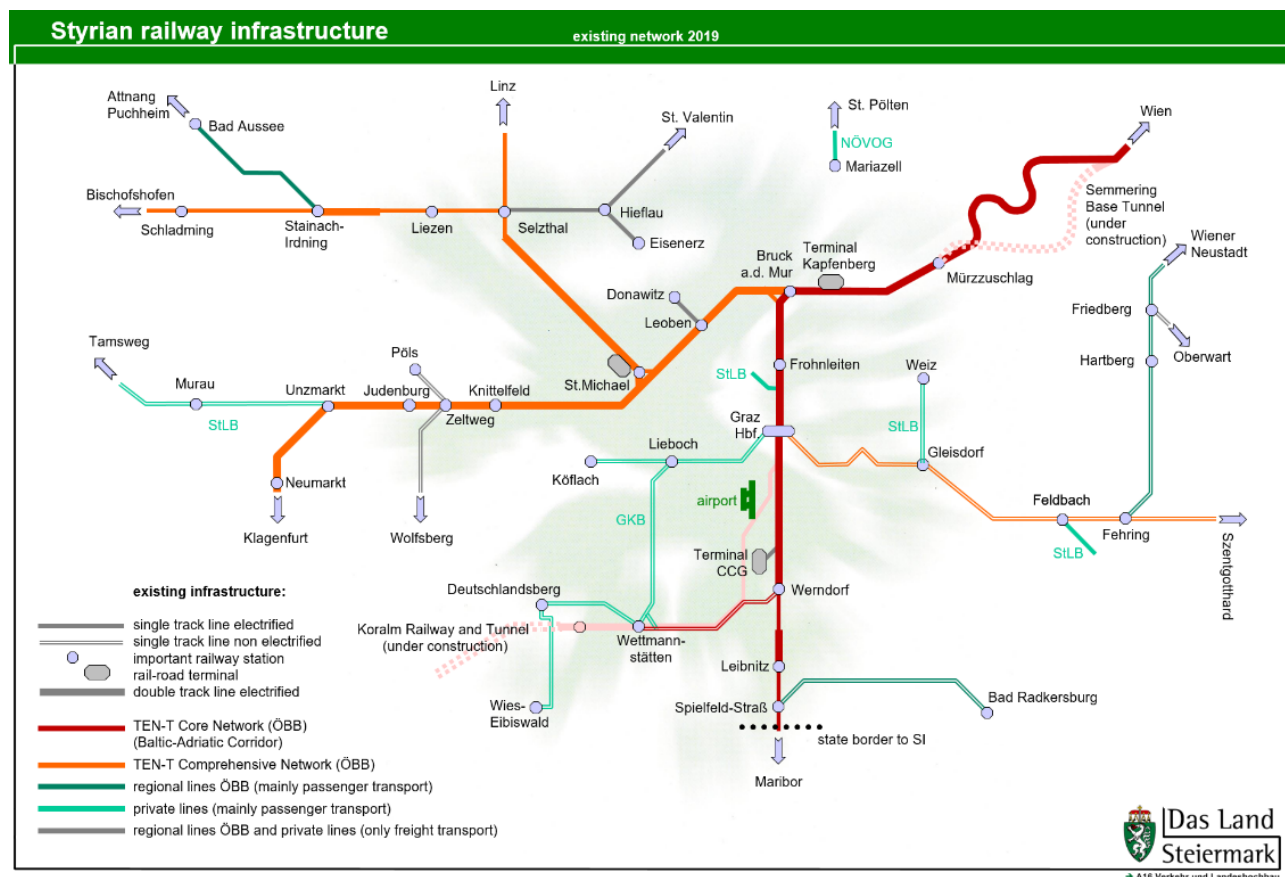 Styrian railway infrastructure
existing network 2019
Linz
Attnang
Puchheim
Bad Aussee
St. Valentin
St. Pölten
NÖVOG
Mariazell
Wien
Bischofshofen
Schladming
Stainach-
Irdning
Liezen
Selzthal
Hieflau
Eisenerz
Semmering
Base Tunnel
(under
construction)
Bruck
a.d. Mur
Terminal
Kapfenberg
Mürzzuschlag
Wiener
Neustadt
Donawitz
Leoben
Friedberg
Oberwart
Hartberg
Tamsweg
Murau
StLB
Unzmarkt
Pöls
Judenburg
Zeltweg
Knittelfeld
St.Michael
Frohnleiten
StLB
Weiz
StLB
Graz
Hbf.
Gleisdorf
Lieboch
Köflach
Neumarkt
Klagenfurt
Wolfsberg
airport
GKB
Feldbach
Fehring
StLB
Szentgotthard
Terminal
CCG
Werndorf
Deutschlandsberg
Koralm Railway and Tunnel
(under construction)
Wettmann-
stätten
Leibnitz
Wies-
Eibiswald
Spielfeld-Straß
Bad Radkersburg
state border to SI
Maribor
existing infrastructure:
single track line electrified
single track line non electrified
important railway station
rail-road terminal
double track line electrified
TEN-T Core Network (ÖBB)
(Baltic-Adriatic Corridor)
TEN-T Comprehensive Network (ÖBB)
regional lines ÖBB (mainly passenger transport)
private lines (mainly passenger transport)
regional lines ÖBB and private lines (only freight transport)
Das Land
Steiermark
A16 Verkehr und Landeshochbau